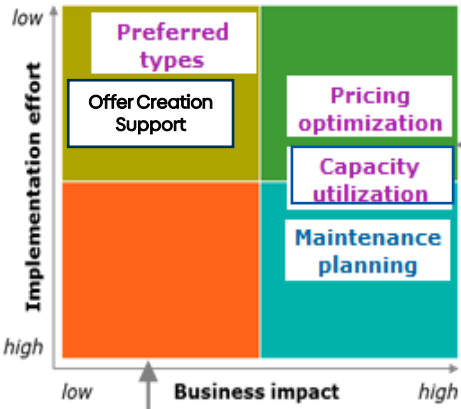 low
Preferred
types
Offer Creation
Support
Pricing
optimization
Capacity
utilization
Maintenance
planning
Implementation effort
high
low
Business impact
high